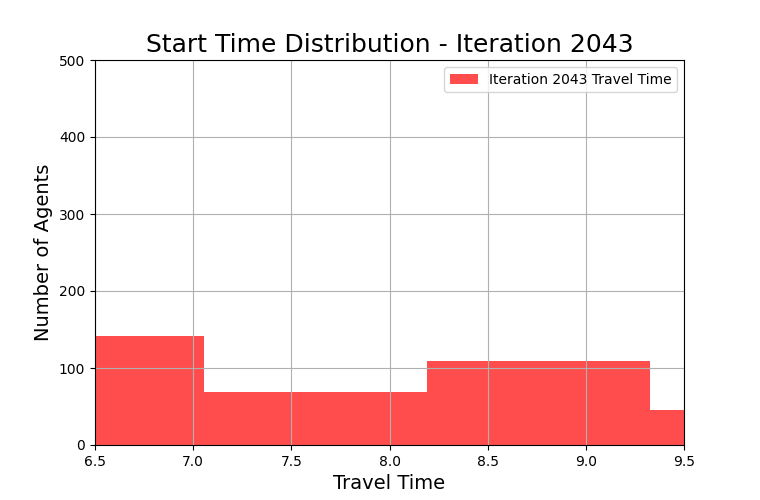 Start Time Distribution - Iteration 2043
Iteration 2043 Travel Time
Number of Agents
500
400
300
200
100
0
6.5 7.0 7.5 8.0 8.5 9.0 9.5
Travel Time